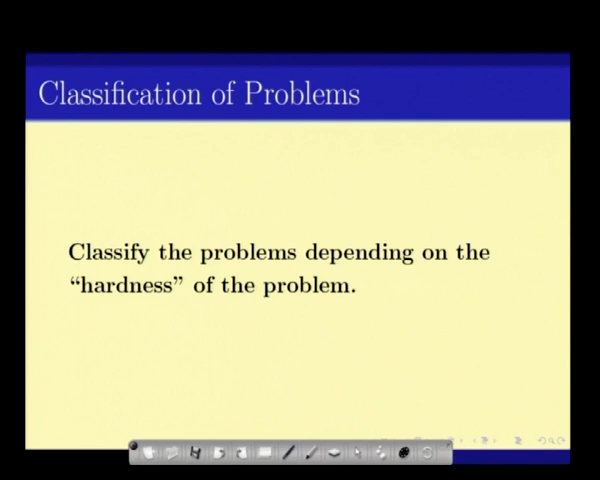 Classification of Problems
Classify the problems depending on the
“hardness” of the problem.